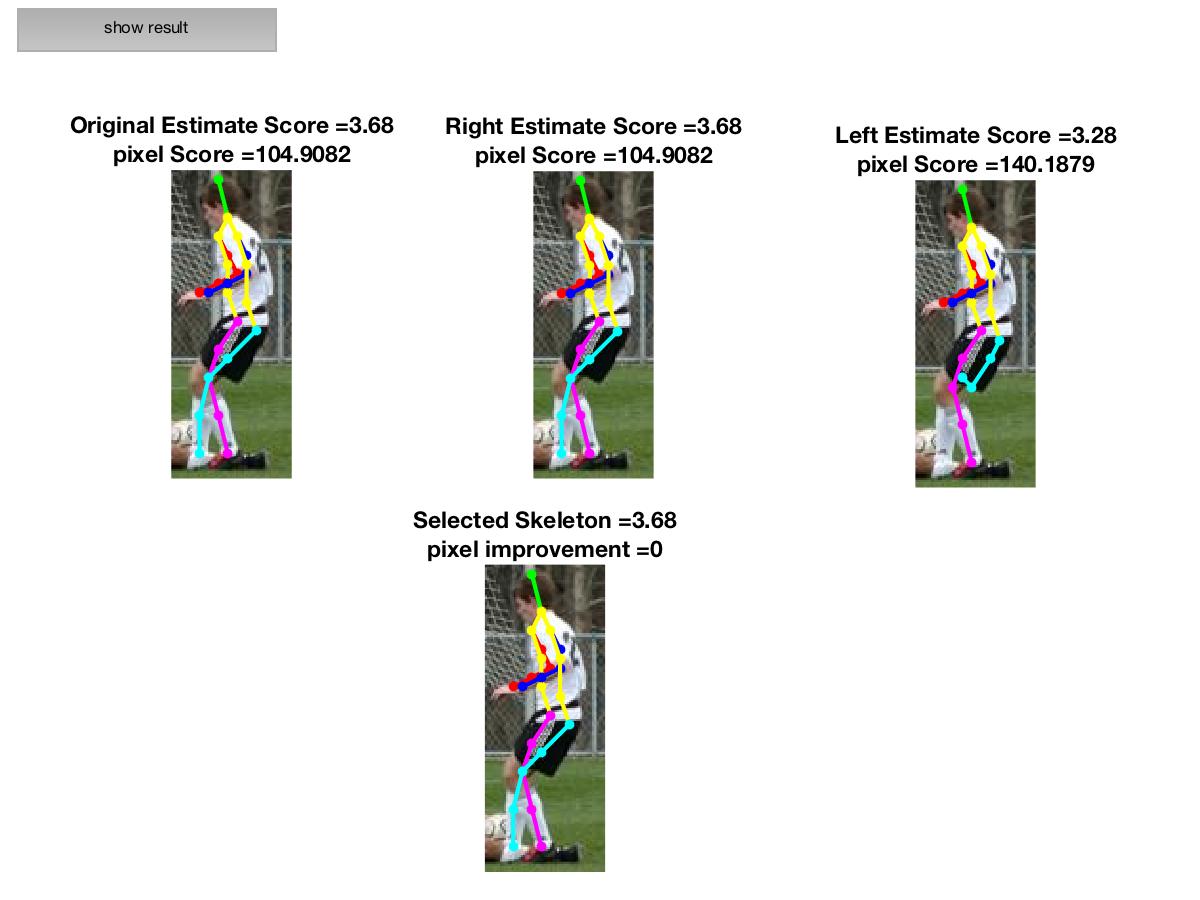 show result
Original Estimate Score =3.68
pixel Score =104.9082
Right Estimate Score =3.68
pixel Score =104.9082
Left Estimate Score =3.28
pixel Score =140.1879
Selected Skeleton =3.68
pixel improvement =0